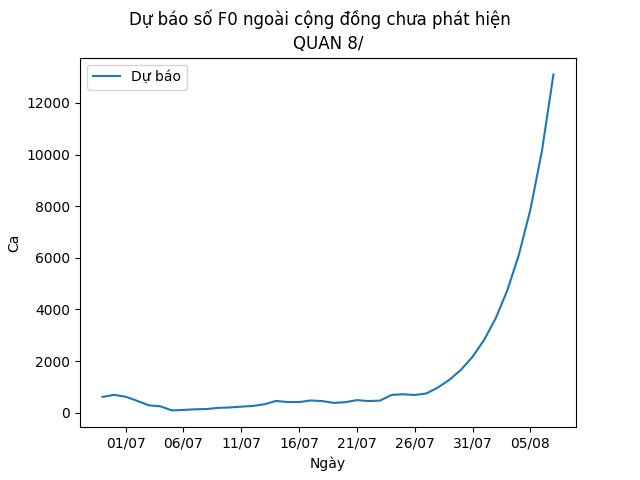 Dự báo số F0 ngoài cộng đồng chưa phát hiện
QUAN 8/
Dự báo
12000
10000
8000
6000
4000
2000
0
Ca
01/07 06/07 11/07 16/07 21/07 26/07 31/07 05/08
Ngày